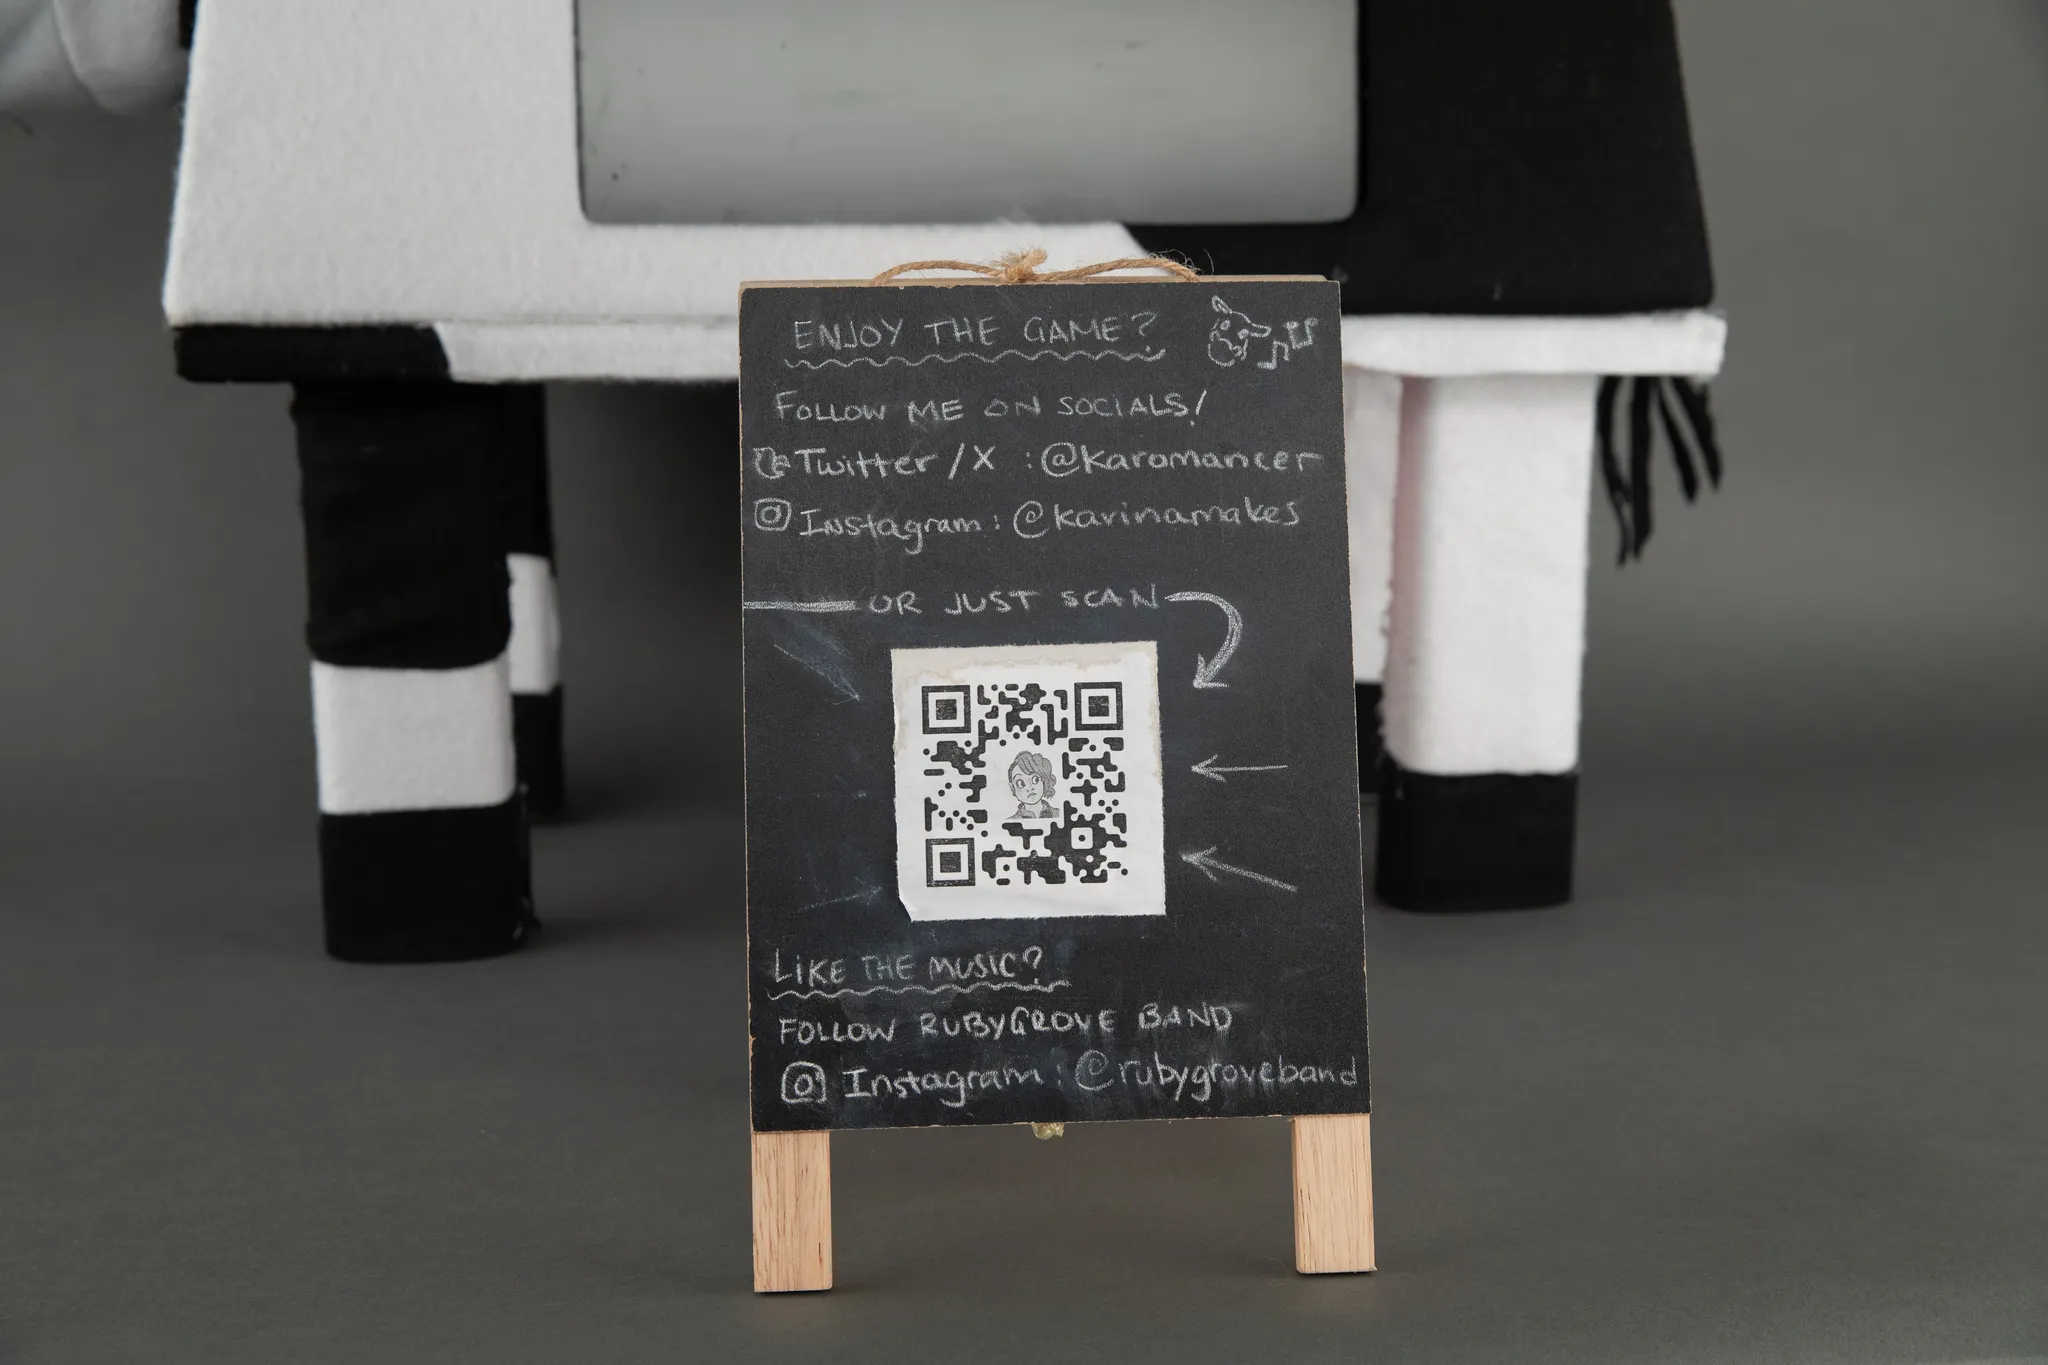 ENJOY THE GAME?
FOLLOW ME ON SOCIALS!
Twitter/X : @karomancer
Instagram: @karinamakes
OR JUST SCAN
LIKE THE MUSIC?
FOLLOW RUBYGROVE BAND
Instagram: @rubygroveband